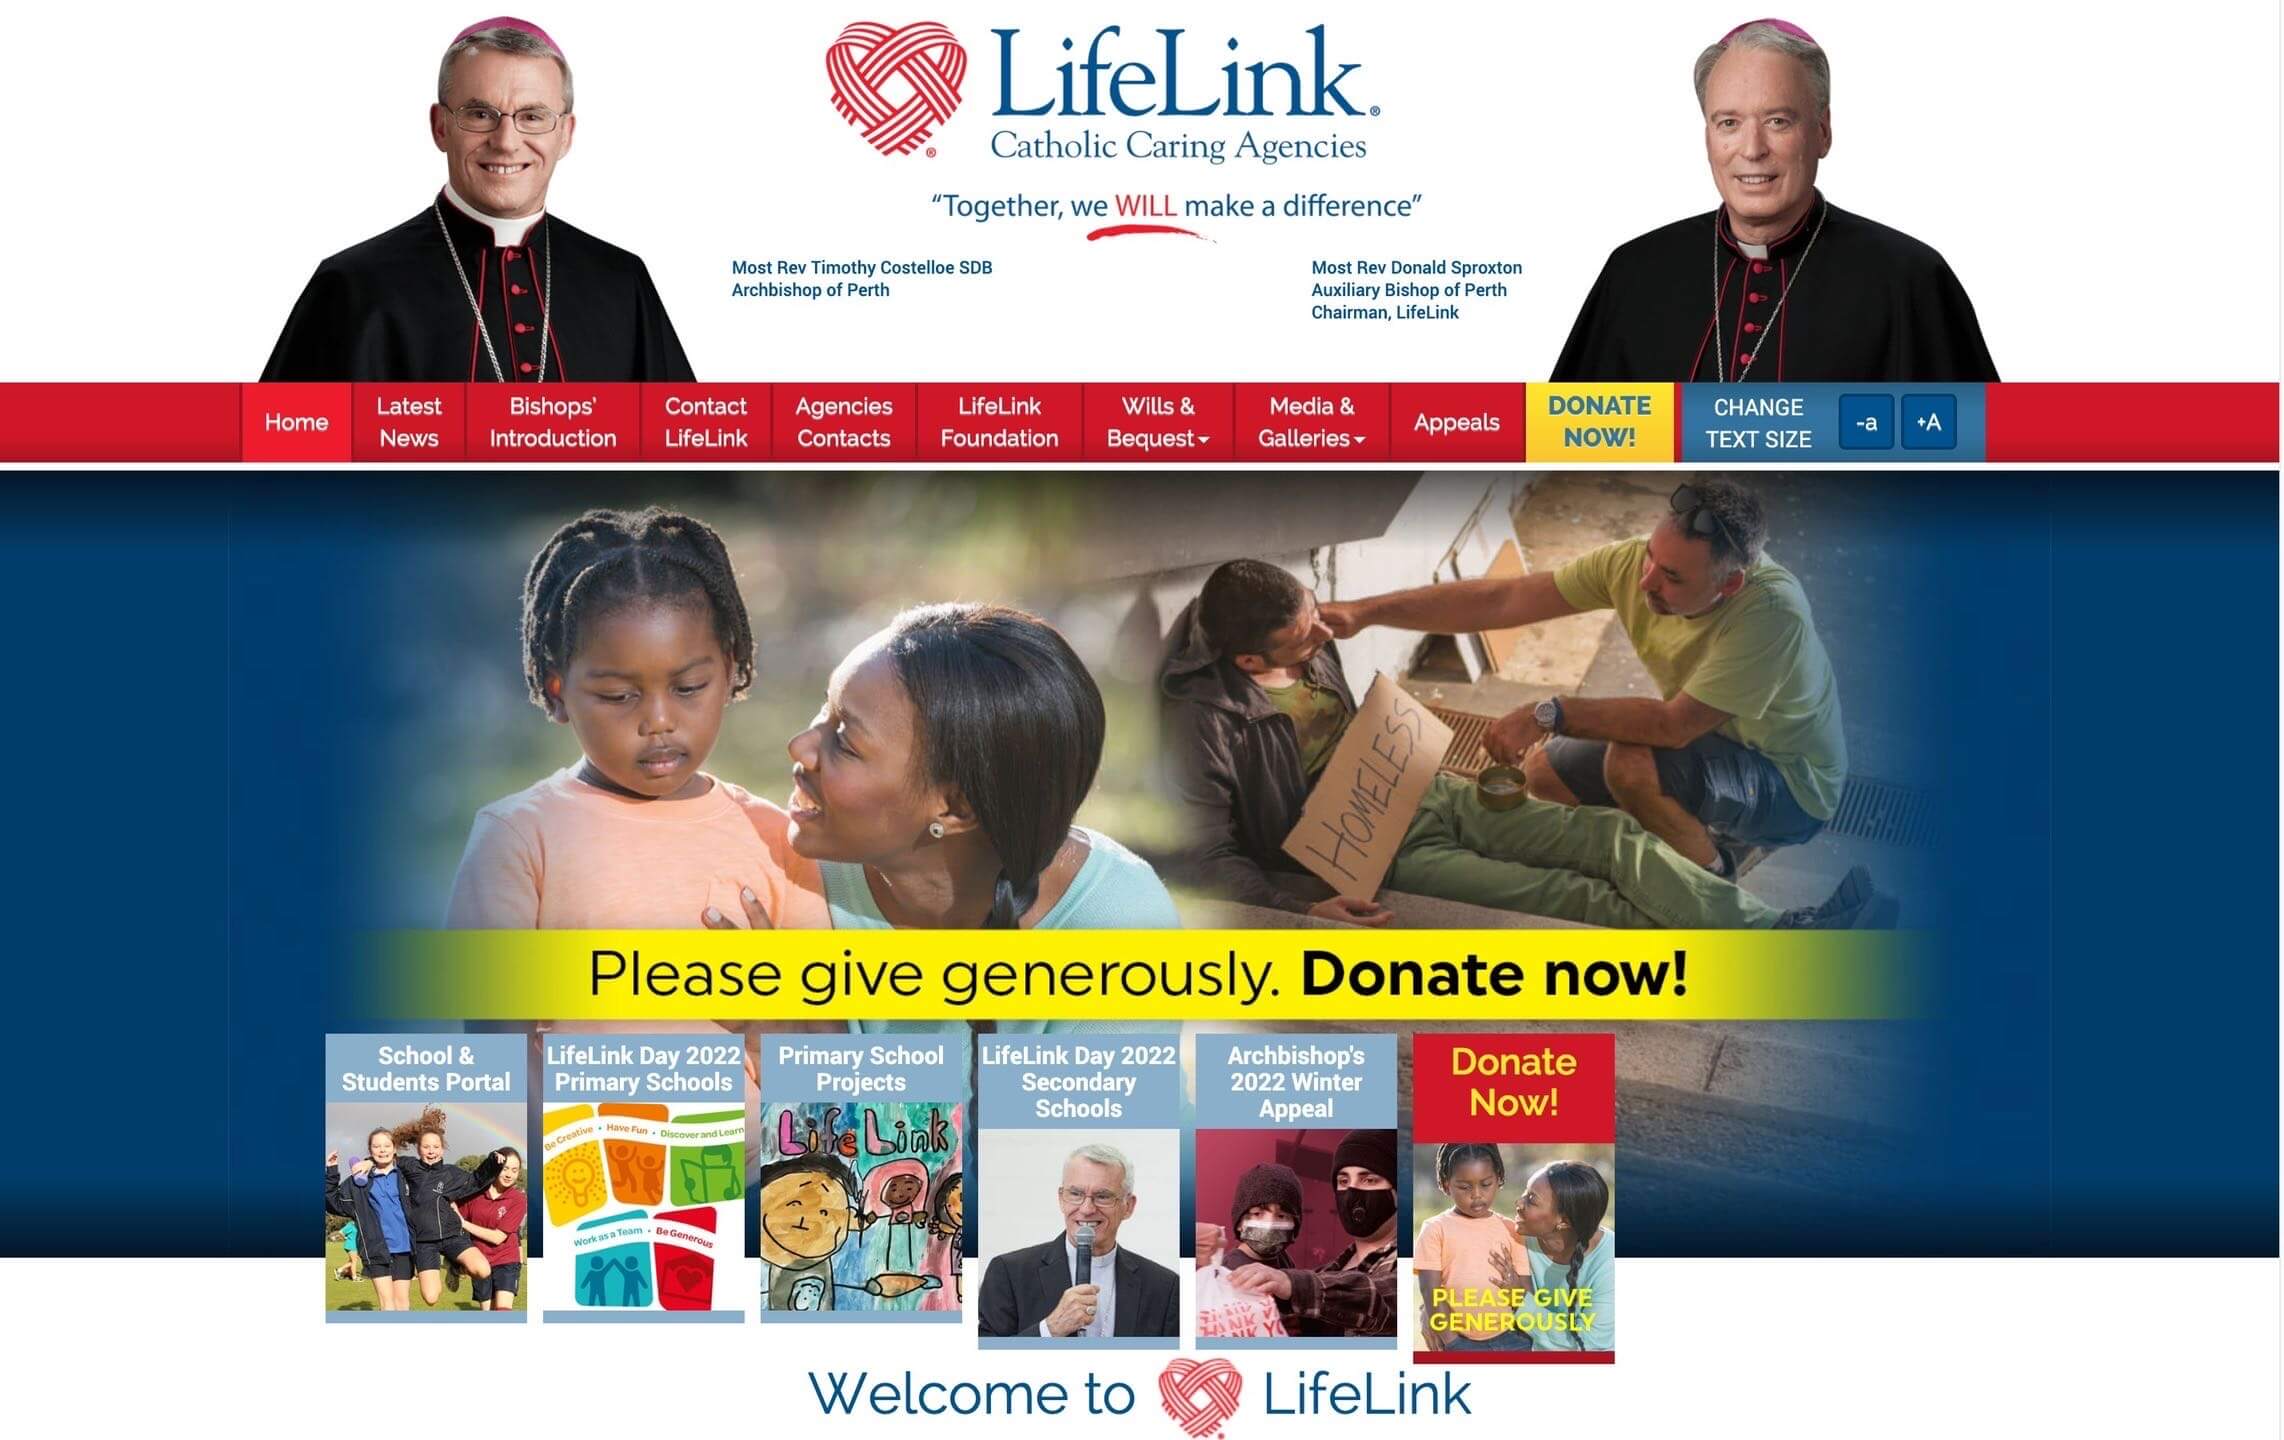 LifeLink®
Catholic Caring Agencies
“Together, we WILL make a difference”
Most Rev Timothy Costelloe SDB
Archbishop of Perth
Most Rev Donald Sproxton
Auxiliary Bishop of Perth
Chairman, LifeLink
Home
Latest
News
Bishops’
Introduction
Contact
LifeLink
Agencies
Contacts
LifeLink
Foundation
Wills &
Bequest
Media &
Galleries
Appeals
DONATE
NOW!
CHANGE
TEXT SIZE
-a
+A
HOMELESS
Please give generously. Donate now!
School &
Students Portal
LifeLink Day 2022
Primary Schools
Be Creative • Have Fun • Discover and Learn
Work as a Team • Be Generous
Primary School
Projects
LifeLink
LifeLink Day 2022
Secondary
Schools
Archbishop's
2022 Winter
Appeal
THANK YO
Donate
Now!
PLEASE GIVE
GENEROUSLY
Welcome to LifeLink